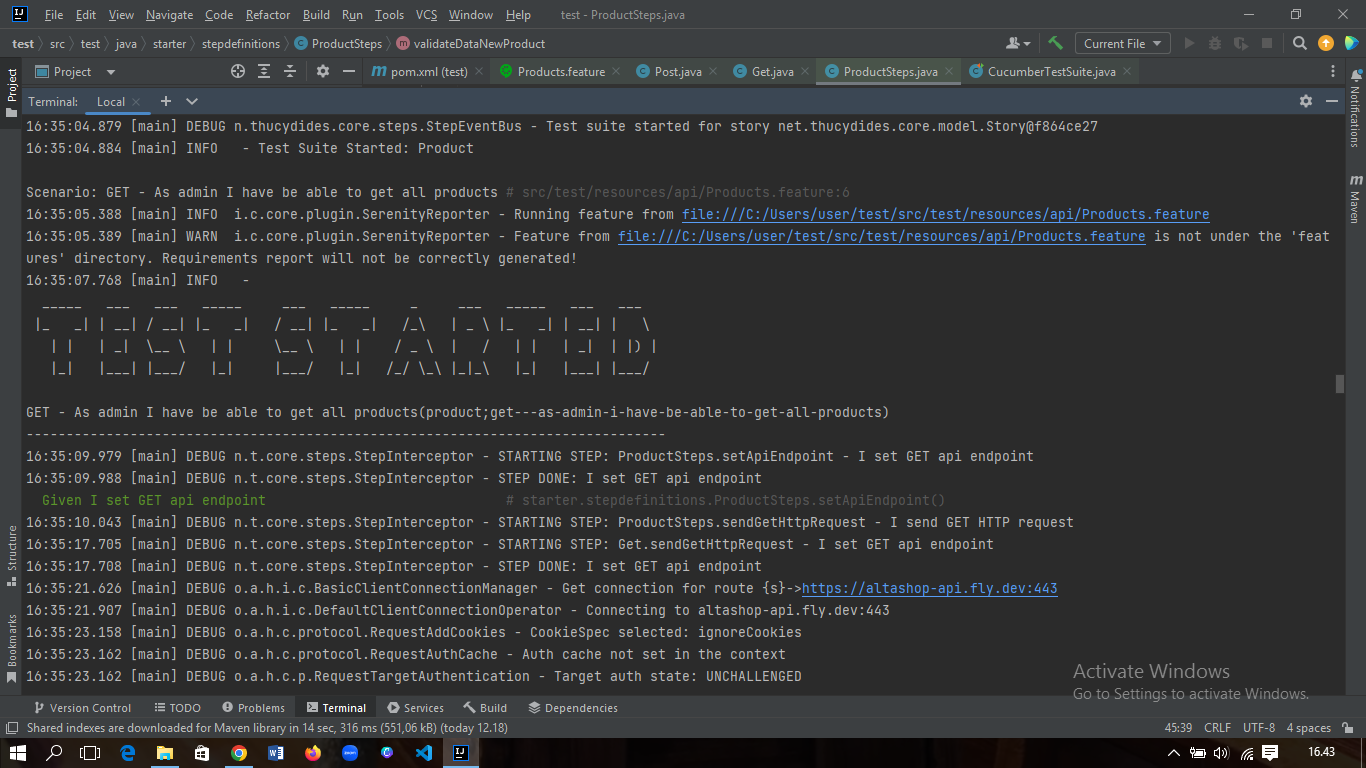 File Edit View Navigate Code Refactor Build Run Tools VCS Window Help test - ProductSteps.java
test src test java starter stepdefinitions ProductSteps validateDataNewProduct
Current File
Project
Project pom.xml (test) Products.feature Post.java Get.java ProductSteps.java CucumberTestSuite.java
Terminal: Local
16:35:04.879 [main] DEBUG n.thucydides.core.steps.StepEventBus - Test suite started for story net.thucydides.core.model.Story@f864ce27
16:35:04.884 [main] INFO   - Test Suite Started: Product
Scenario: GET - As admin I have be able to get all products # src/test/resources/api/Products.feature:6
16:35:05.388 [main] INFO  i.c.core.plugin.SerenityReporter - Running feature from file:///C:/Users/user/test/src/test/resources/api/Products.feature
16:35:05.389 [main] WARN  i.c.core.plugin.SerenityReporter - Feature from file:///C:/Users/user/test/src/test/resources/api/Products.feature is not under the 'feat
ures' directory. Requirements report will not be correctly generated!
16:35:07.768 [main] INFO   -
TEST STARTED
GET - As admin I have be able to get all products(product;get---as-admin-i-have-be-able-to-get-all-products)
--------------------------------------------------------------------------------
16:35:09.979 [main] DEBUG n.t.core.steps.StepInterceptor - STARTING STEP: ProductSteps.setApiEndpoint - I set GET api endpoint
16:35:09.988 [main] DEBUG n.t.core.steps.StepInterceptor - STEP DONE: I set GET api endpoint
Given I set GET api endpoint # starter.stepdefinitions.ProductSteps.setApiEndpoint()
16:35:10.043 [main] DEBUG n.t.core.steps.StepInterceptor - STARTING STEP: ProductSteps.sendGetHttpRequest - I send GET HTTP request
16:35:17.705 [main] DEBUG n.t.core.steps.StepInterceptor - STARTING STEP: Get.sendGetHttpRequest - I set GET api endpoint
16:35:17.708 [main] DEBUG n.t.core.steps.StepInterceptor - STEP DONE: I set GET api endpoint
16:35:21.626 [main] DEBUG o.a.h.i.c.BasicClientConnectionManager - Get connection for route {s}->https://altashop-api.fly.dev:443
16:35:21.907 [main] DEBUG o.a.h.i.c.DefaultClientConnectionOperator - Connecting to altashop-api.fly.dev:443
16:35:23.158 [main] DEBUG o.a.h.c.protocol.RequestAddCookies - CookieSpec selected: ignoreCookies
16:35:23.162 [main] DEBUG o.a.h.c.protocol.RequestAuthCache - Auth cache not set in the context
16:35:23.162 [main] DEBUG o.a.h.c.p.RequestTargetAuthentication - Target auth state: UNCHALLENGED
Structure
Bookmarks
Notifications
Maven
Activate Windows
Go to Settings to activate Windows.
Version Control TODO Problems Terminal Services Build Dependencies
Shared indexes are downloaded for Maven library in 14 sec, 316 ms (551,06 kB) (today 12.18) 45:39 CRLF UTF-8 4 spaces
16.43